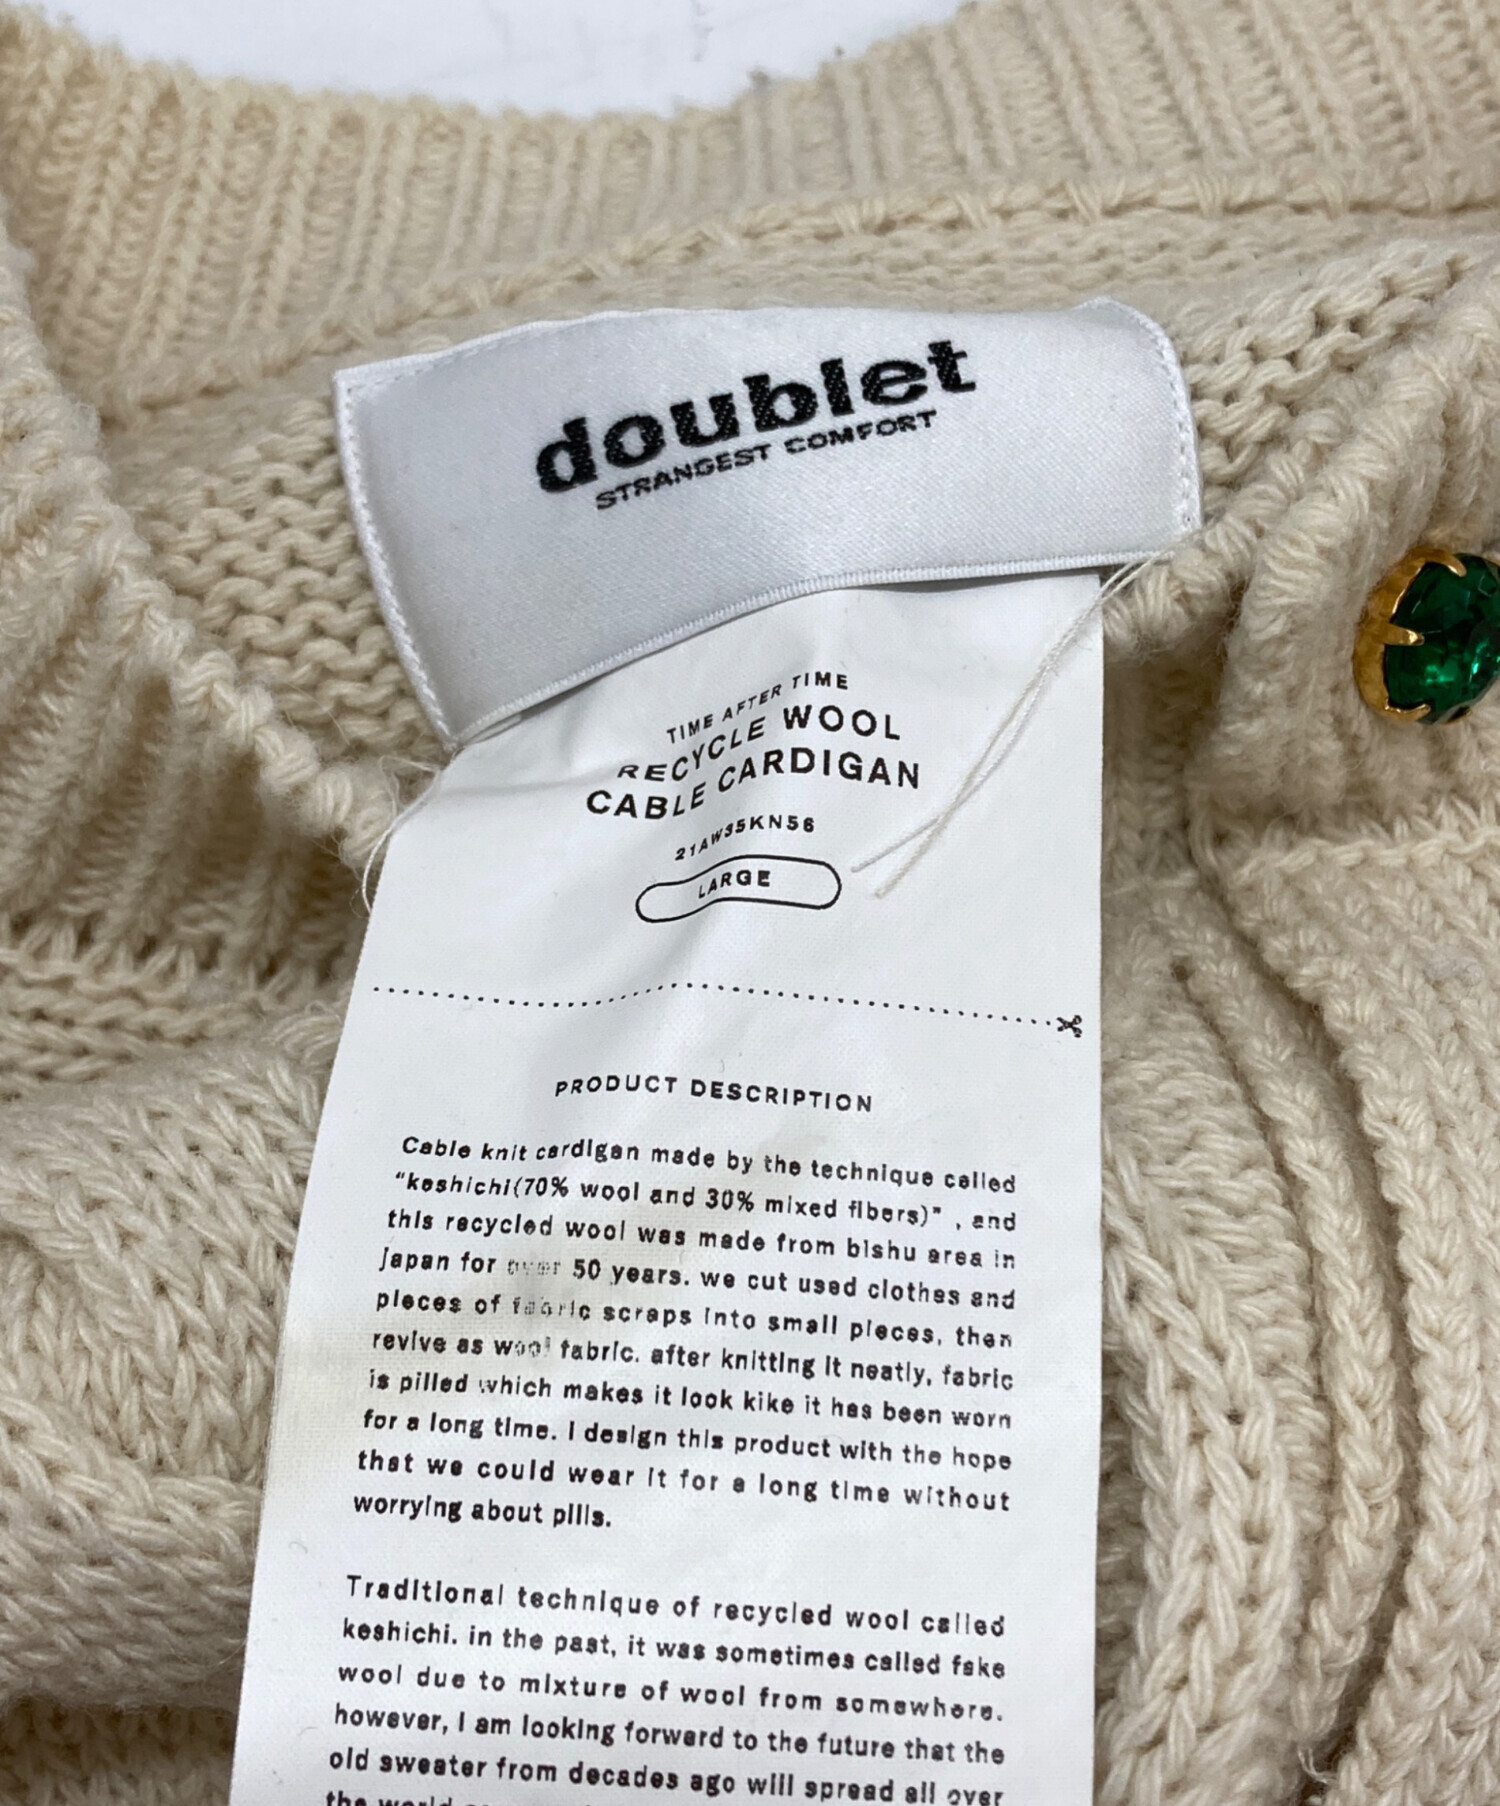 doublet
STRANGEST COMFORT
TIME AFTER TIME
RECYCLE WOOL
CABLE CARDIGAN
21AW35KN56
LARGE
PRODUCT DESCRIPTION
Cable knit cardigan made by the technique called
“keshichi(70% wool and 30% mixed fibers)” , and
this recycled wool was made from bishu area in
japan for over 50 years. we cut used clothes and
pieces of fabric scraps into small pieces, then
revive as wool fabric. after knitting it neatly, fabric
is pilled which makes it look kike it has been worn
for a long time. I design this product with the hope
that we could wear it for a long time without
worrying about pills.
Traditional technique of recycled wool called
keshichi. in the past, it was sometimes called fake
wool due to mixture of wool from somewhere.
however, I am looking forward to the future that the
old sweater from decades ago will spread all over
the world